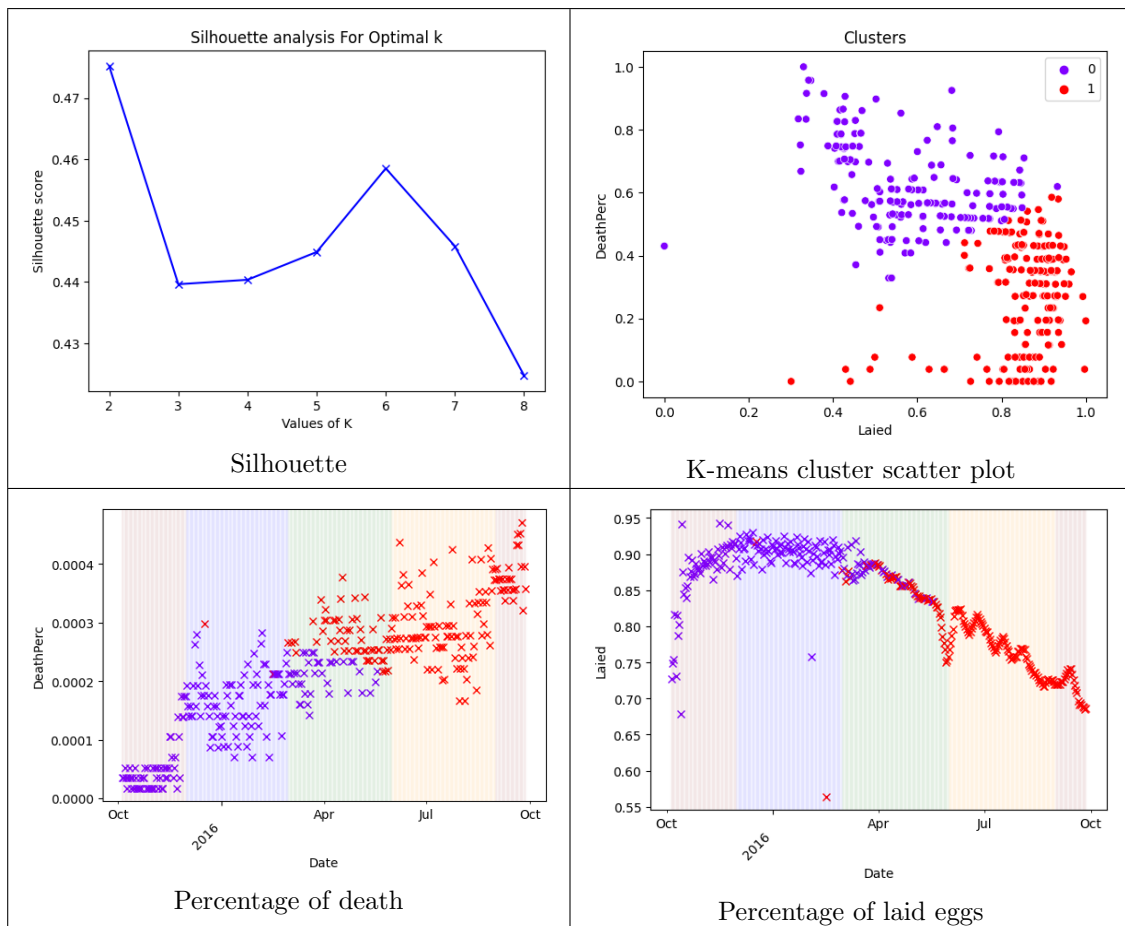 Silhouette analysis For Optimal k
Silhouette score
0.47
0.46
0.45
0.44
0.43
2 3 4 5 6 7 8
Values of K
Silhouette
Clusters
0
1
DeathPerc
1.0
0.8
0.6
0.4
0.2
0.0
0.0 0.2 0.4 0.6 0.8 1.0
Laied
K-means cluster scatter plot
DeathPerc
0.0004
0.0003
0.0002
0.0001
0.0000
Oct 2016 Apr Jul Oct
Date
Percentage of death
Laied
0.95
0.90
0.85
0.80
0.75
0.70
0.65
0.60
0.55
Oct 2016 Apr Jul Oct
Date
Percentage of laid eggs